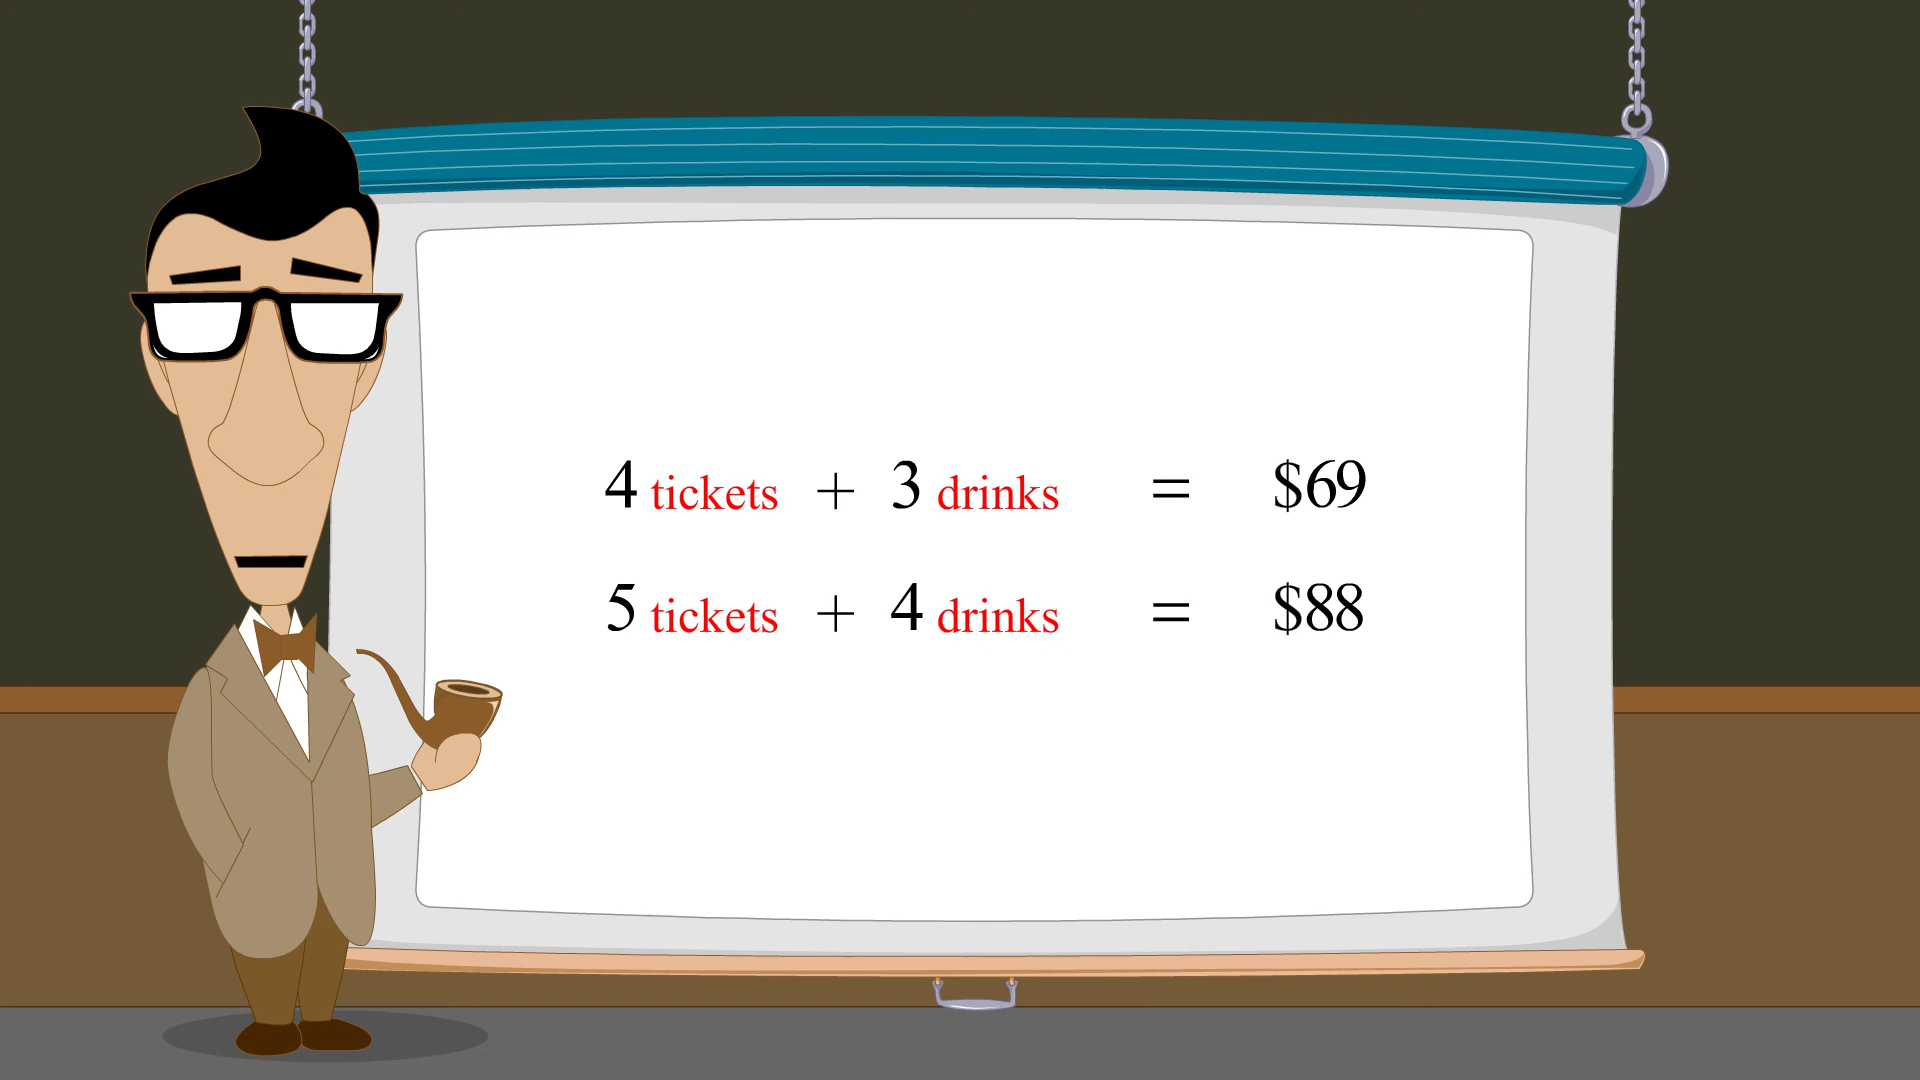 4 tickets + 3 drinks = $69
5 tickets + 4 drinks = $88